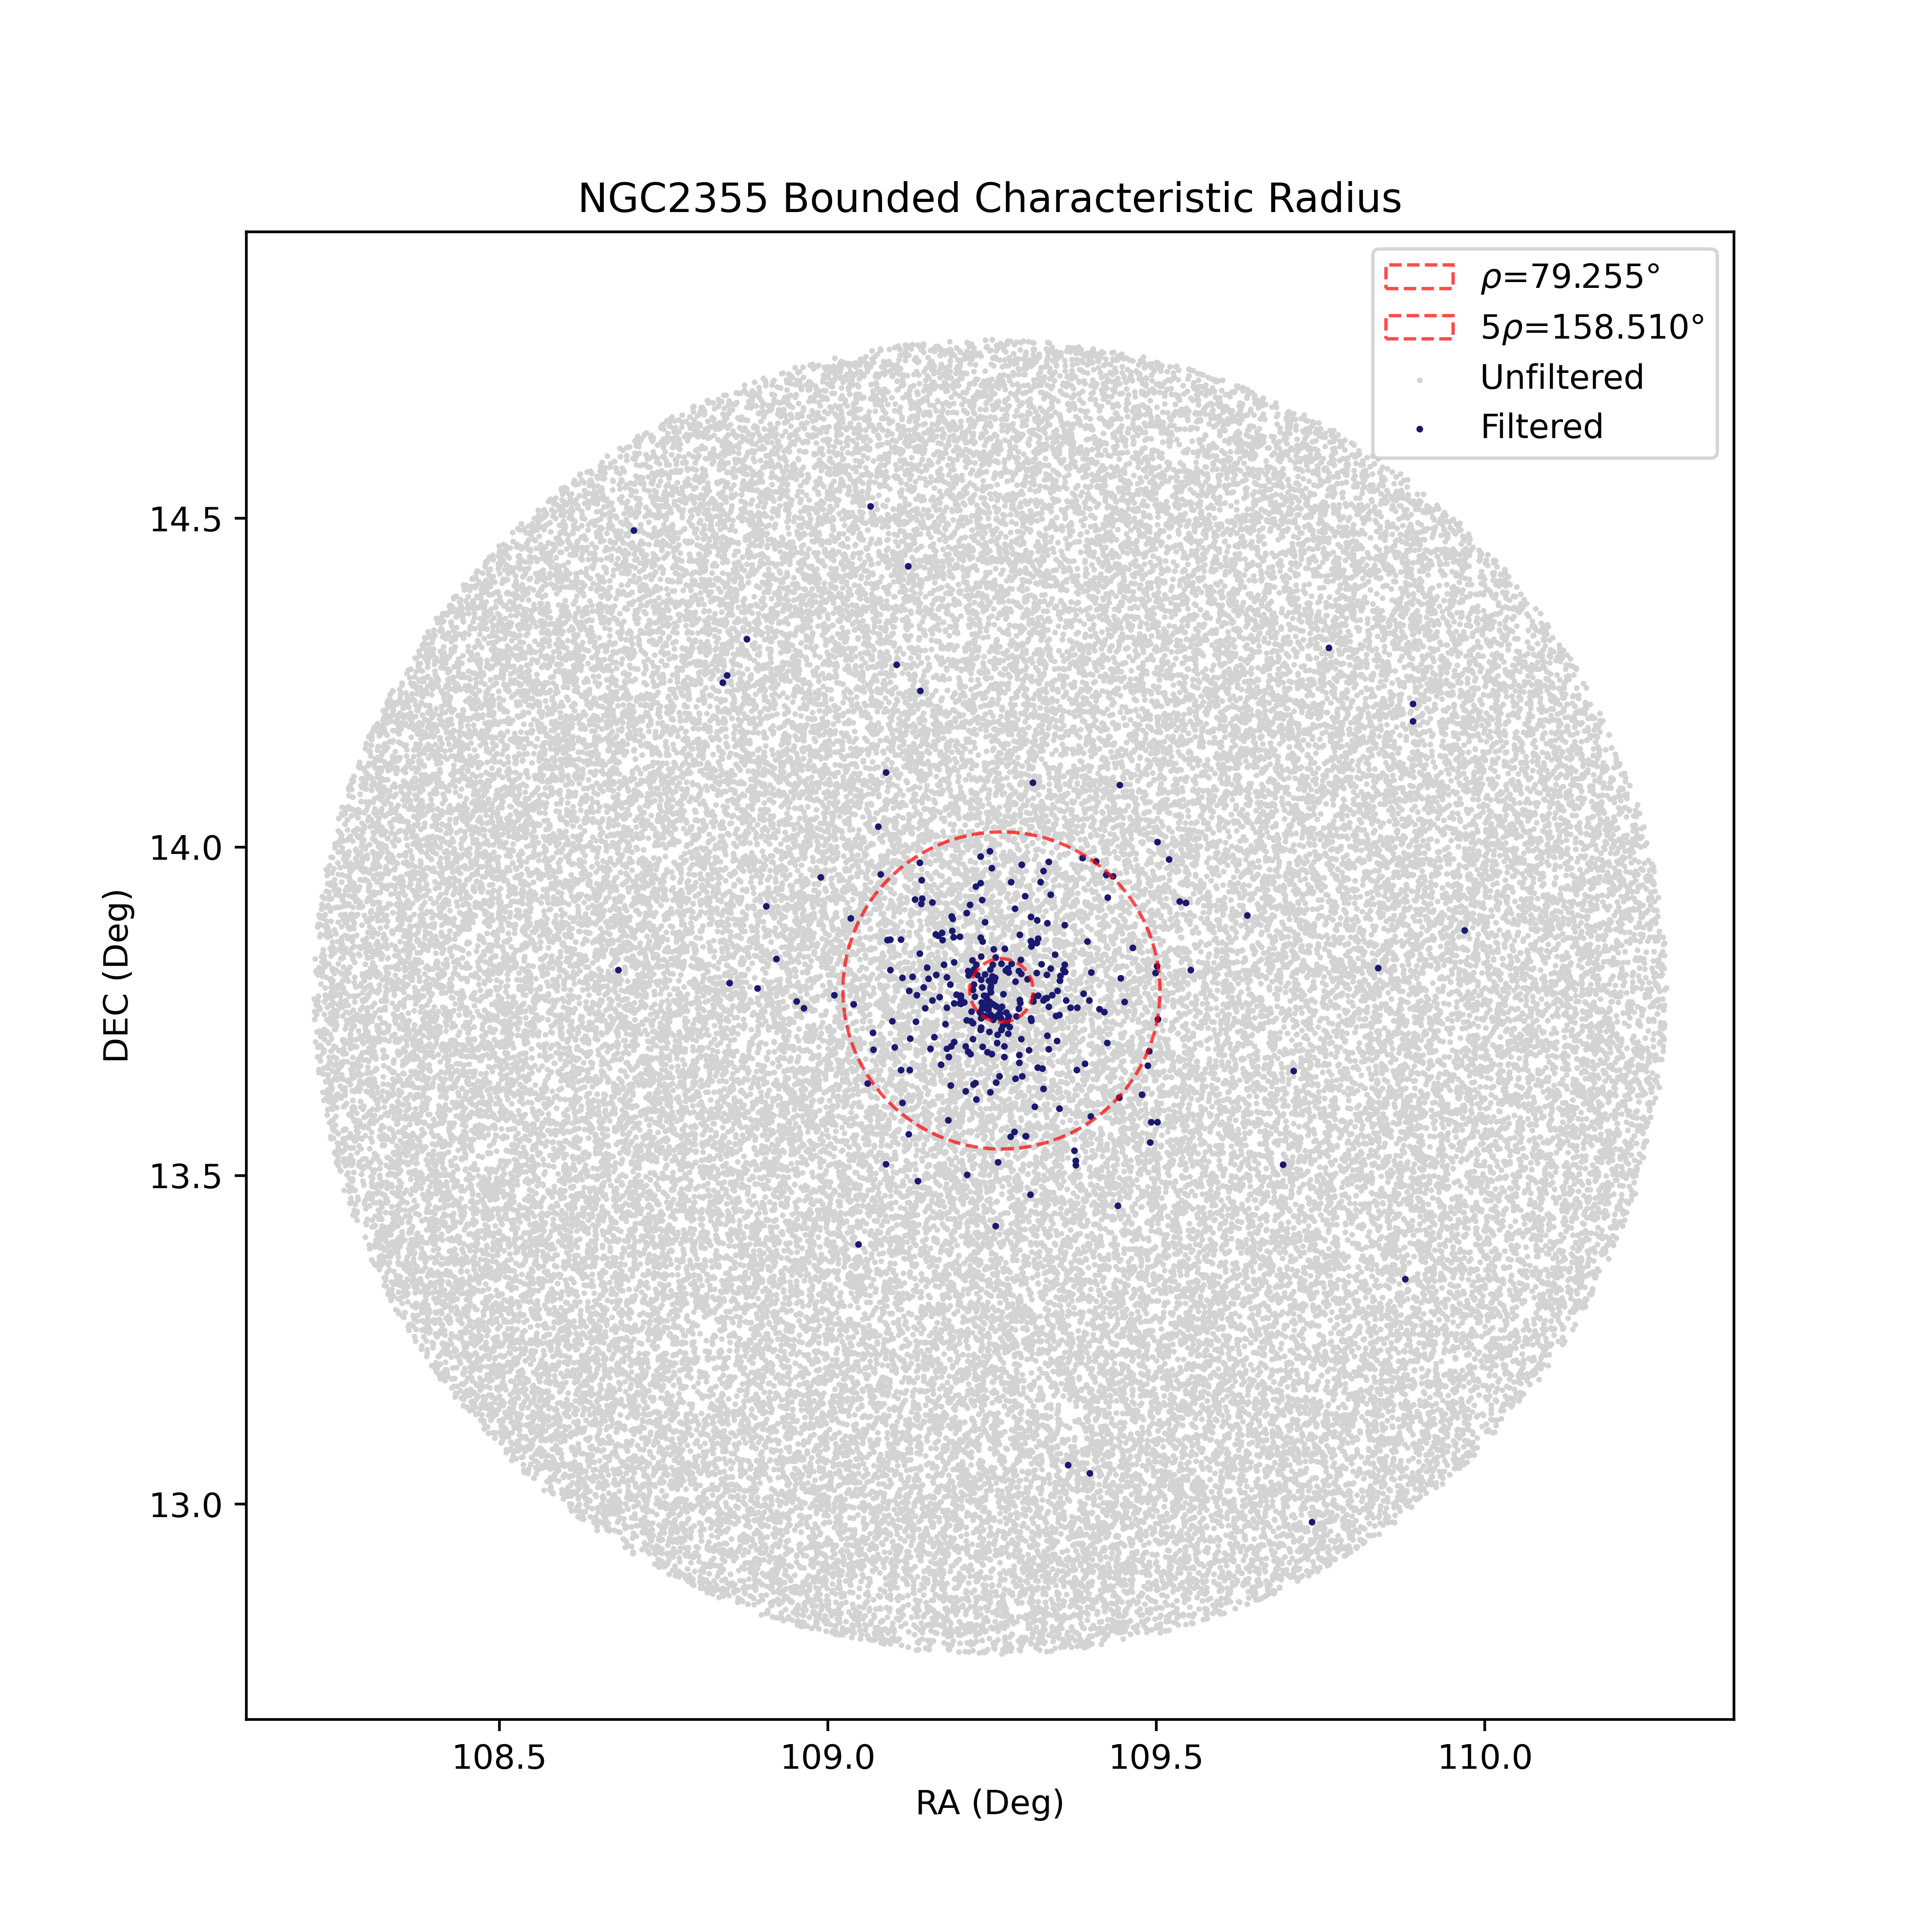 NGC2355 Bounded Characteristic Radius
ρ=79.255°
5ρ=158.510°
Unfiltered
Filtered
14.5
14.0
13.5
13.0
DEC (Deg)
108.5 109.0 109.5 110.0
RA (Deg)